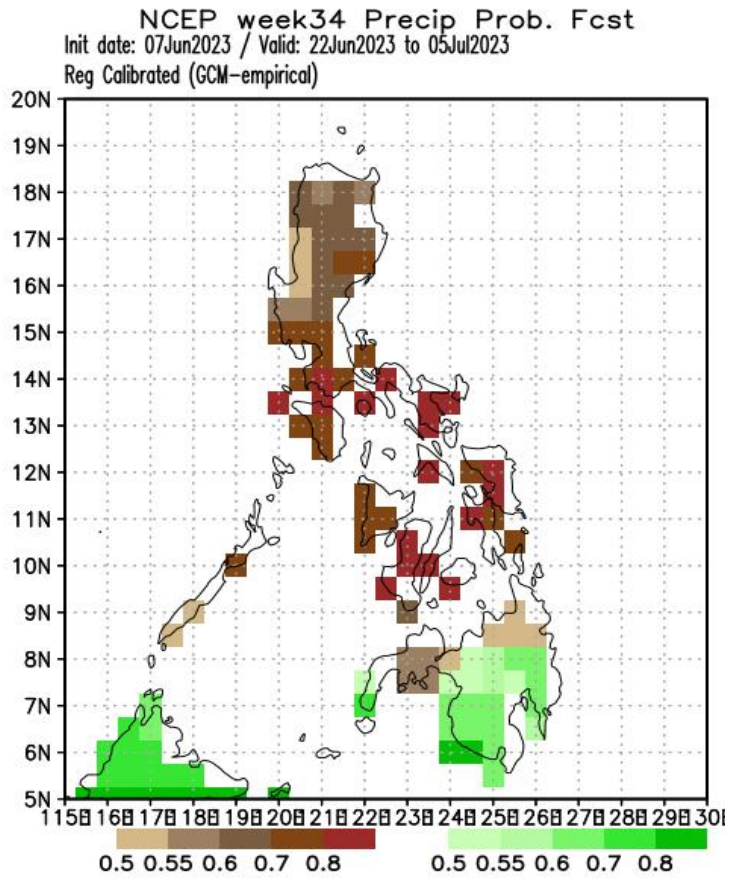 NCEP week34 Precip Prob. Fcst
Init date: 07Jun2023 / Valid: 22Jun2023 to 05Jul2023
Reg Calibrated (GCM-empirical)
20N
19N
18N
17N
16N
15N
14N
13N
12N
11N
10N
9N
8N
7N
6N
5N
115E 116E 117E 118E 119E 120E 121E 122E 123E 124E 125E 126E 127E 128E 129E 130E
0.5 0.55 0.6 0.7 0.8 0.5 0.55 0.6 0.7 0.8